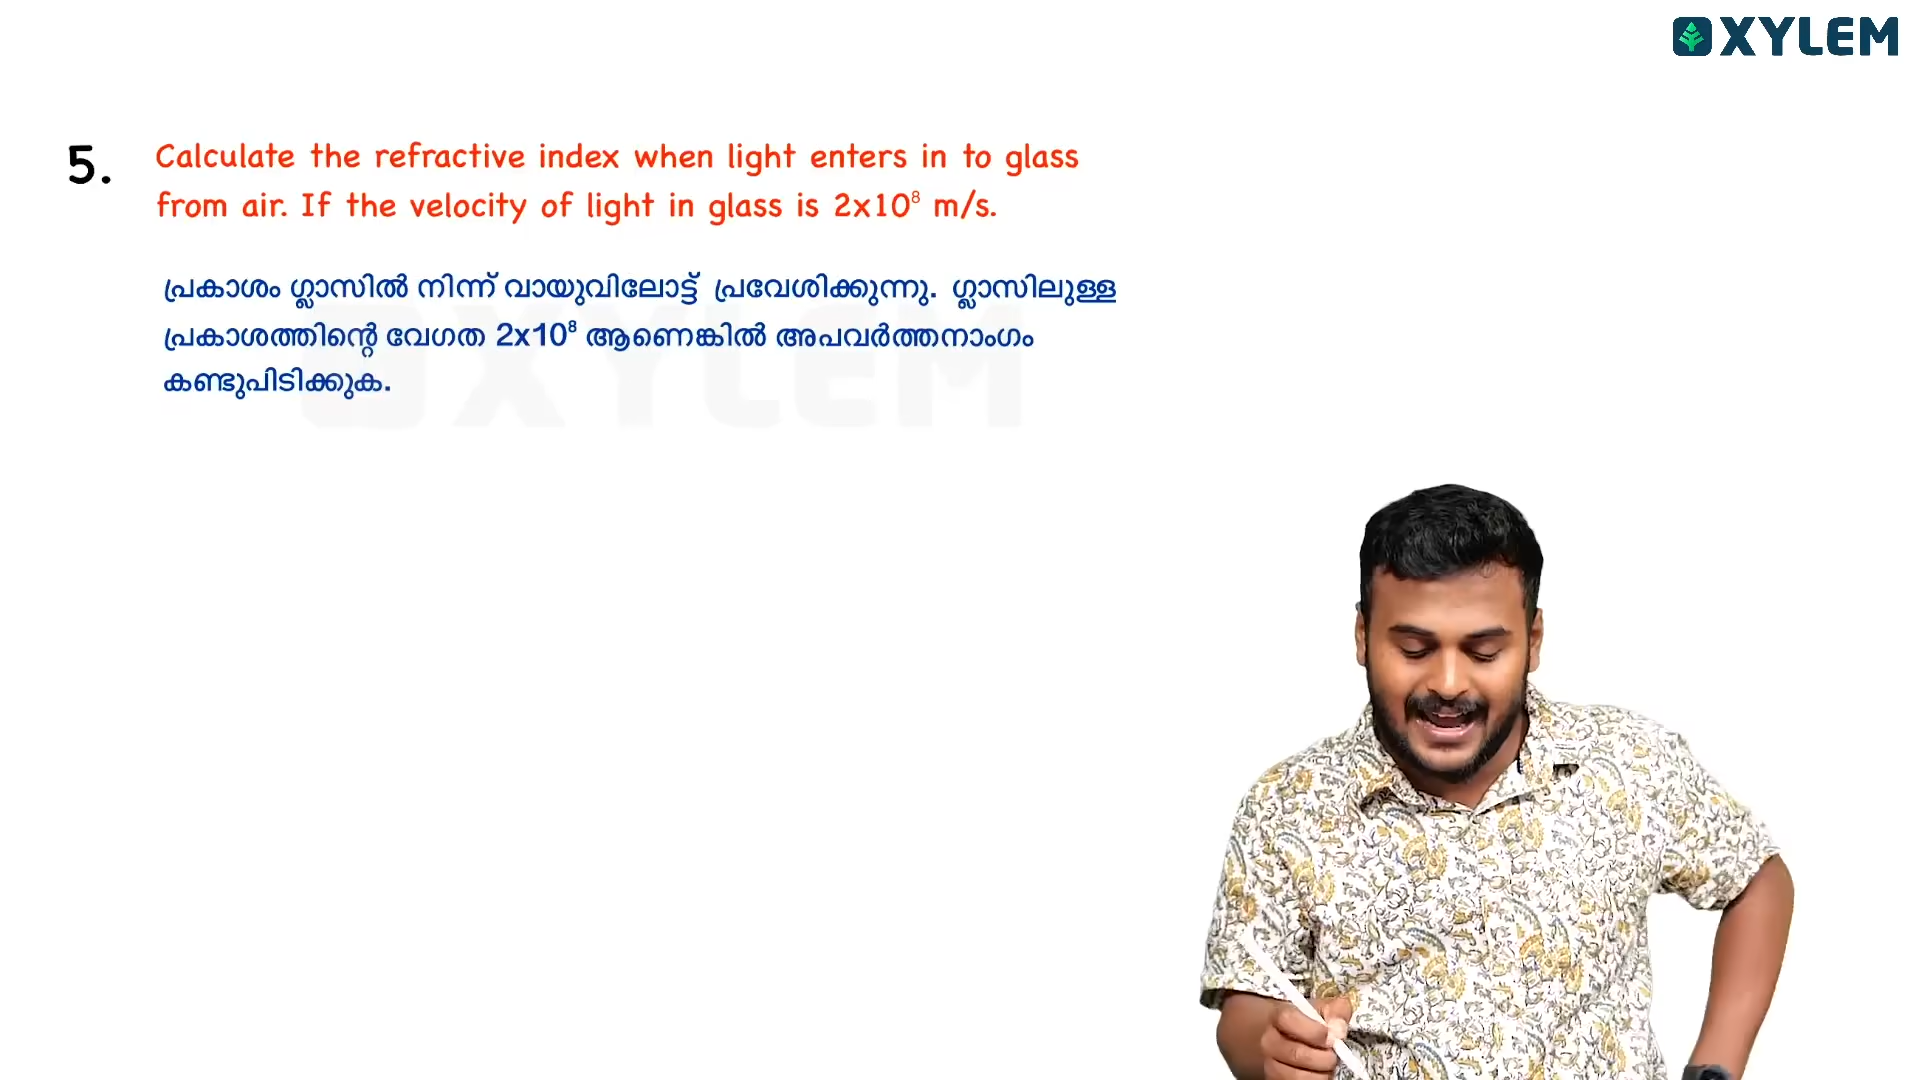 XYLEM
5. Calculate the refractive index when light enters in to glass
from air. If the velocity of light in glass is 2x10⁸ m/s.
പ്രകാശം ഗ്ലാസിൽ നിന്ന് വായുവിലോട്ട് പ്രവേശിക്കുന്നു. ഗ്ലാസിലുള്ള
പ്രകാശത്തിന്റെ വേഗത 2x10⁸ ആണെങ്കിൽ അപവർത്തനാംഗം
കണ്ടുപിടിക്കുക.
XYLEM